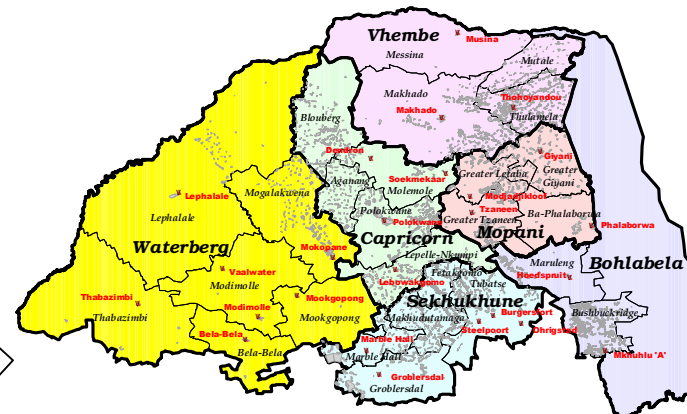 Vhembe
Musina
Messina
Mutale
Makhado
Thohoyandou
Makhado
Thulamela
Blouberg
Dendron
Giyani
Soekmekaar
Greater Letaba
Greater
Giyani
Aganang
Molemole
Lephalale
Mogalakwena
Modjadjikloof
Polokwane
Tzaneen
Lephalale
Polokwane
Greater Tzaneen
Ba-Phalaborwa
Phalaborwa
Waterberg
Capricorn
Mopani
Mokopane
Lepelle-Nkumpi
Maruleng
Bohlabela
Vaalwater
Fetakgomo
Hoedspruit
Modimolle
Lebowakgomo
Tubatse
Thabazimbi
Mookgopong
Sekhukhune
Thabazimbi
Modimolle
Mookgopong
Makhudutamaga
Burgersfort
Bushbuckridge
Steelpoort
Dhrigstad
Bela-Bela
Marble Hall
Bela-Bela
Marble Hall
Mkhuhlu 'A'
Groblersdal
Groblersdal